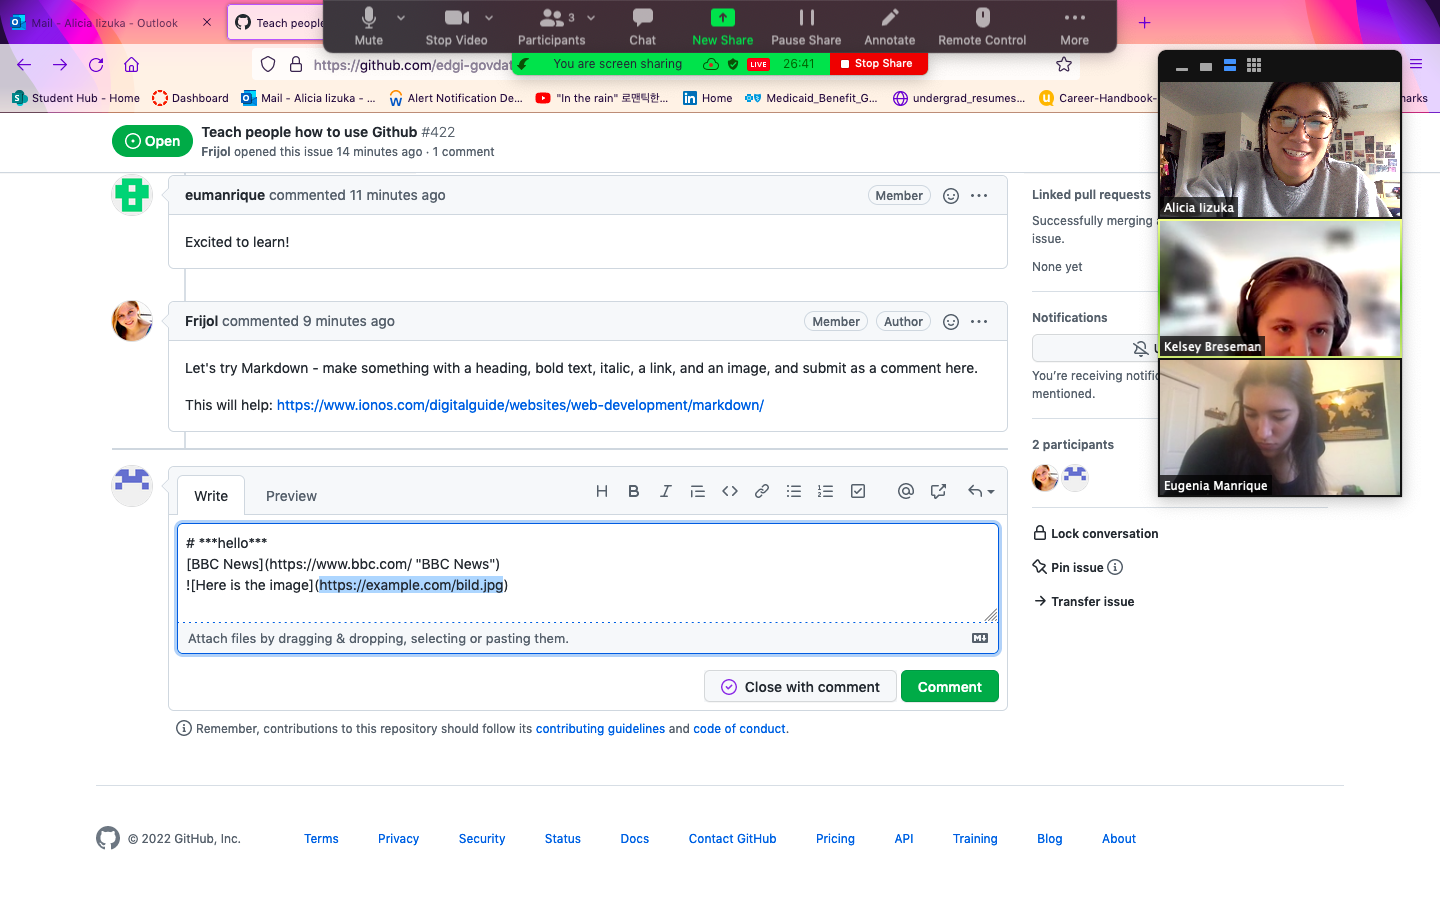 Mail - Alicia Iizuka - Outlook
Teach people
Mute
Stop Video
3
Participants
Chat
New Share
Pause Share
Annotate
Remote Control
More
https://github.com/edgi-govdat
You are screen sharing
LIVE
26:41
Stop Share
Student Hub - Home
Dashboard
Mail - Alicia Iizuka - ...
Alert Notification De...
"In the rain" 로맨틱한...
Home
Medicaid_Benefit_G...
undergrad_resumes...
Career-Handbook-
marks
Open
Teach people how to use Github #422
Frijol opened this issue 14 minutes ago · 1 comment
eumanrique commented 11 minutes ago
Member
Excited to learn!
Frijol commented 9 minutes ago
Member
Author
Let's try Markdown - make something with a heading, bold text, italic, a link, and an image, and submit as a comment here.
This will help: https://www.ionos.com/digitalguide/websites/web-development/markdown/
Write
Preview
# ***hello***
[BBC News](https://www.bbc.com/ "BBC News")
![Here is the image](https://example.com/bild.jpg)
Attach files by dragging & dropping, selecting or pasting them.
Close with comment
Comment
Remember, contributions to this repository should follow its contributing guidelines and code of conduct.
Linked pull requests
Successfully merging
issue.
None yet
Notifications
You're receiving notific
mentioned.
2 participants
Lock conversation
Pin issue
Transfer issue
Alicia Iizuka
Kelsey Breseman
Eugenia Manrique
© 2022 GitHub, Inc.
Terms
Privacy
Security
Status
Docs
Contact GitHub
Pricing
API
Training
Blog
About